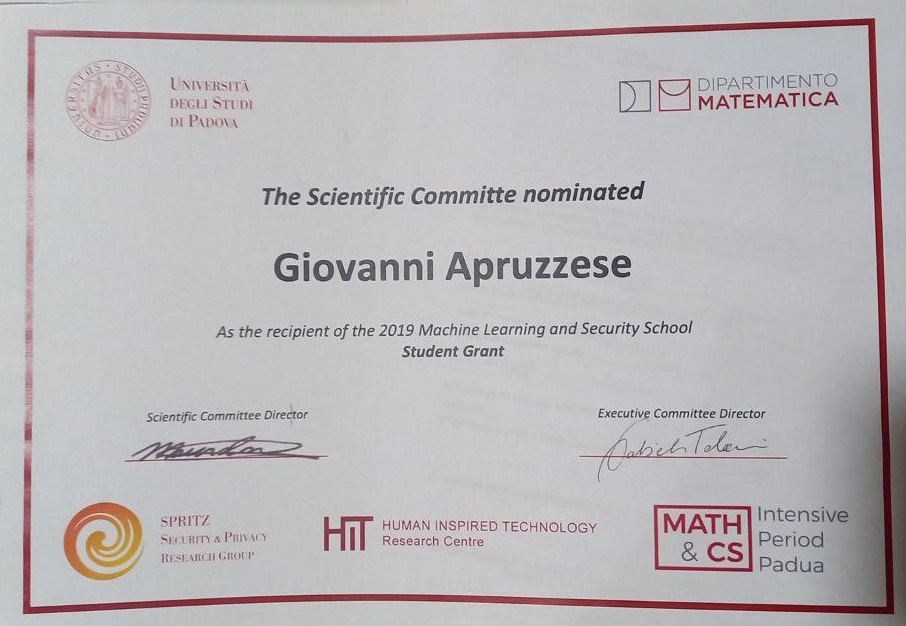 UNIVERSITÀ
DEGLI STUDI
DI PADOVA
DIPARTIMENTO
MATEMATICA
The Scientific Committe nominated
Giovanni Apruzzese
As the recipient of the 2019 Machine Learning and Security School
Student Grant
Scientific Committee Director
Executive Committee Director
SPRITZ
SECURITY & PRIVACY
RESEARCH GROUP
HIT
HUMAN INSPIRED TECHNOLOGY
Research Centre
MATH
& CS
Intensive
Period
Padua